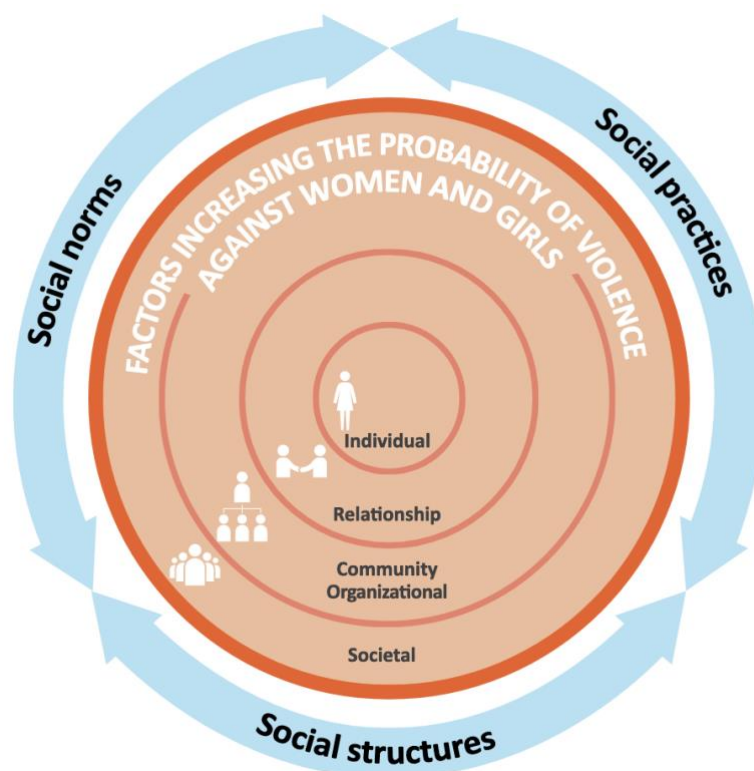 Social norms
Social practices
FACTORS INCREASING THE PROBABILITY OF VIOLENCE
AGAINST WOMEN AND GIRLS
Individual
Relationship
Community
Organizational
Societal
Social structures